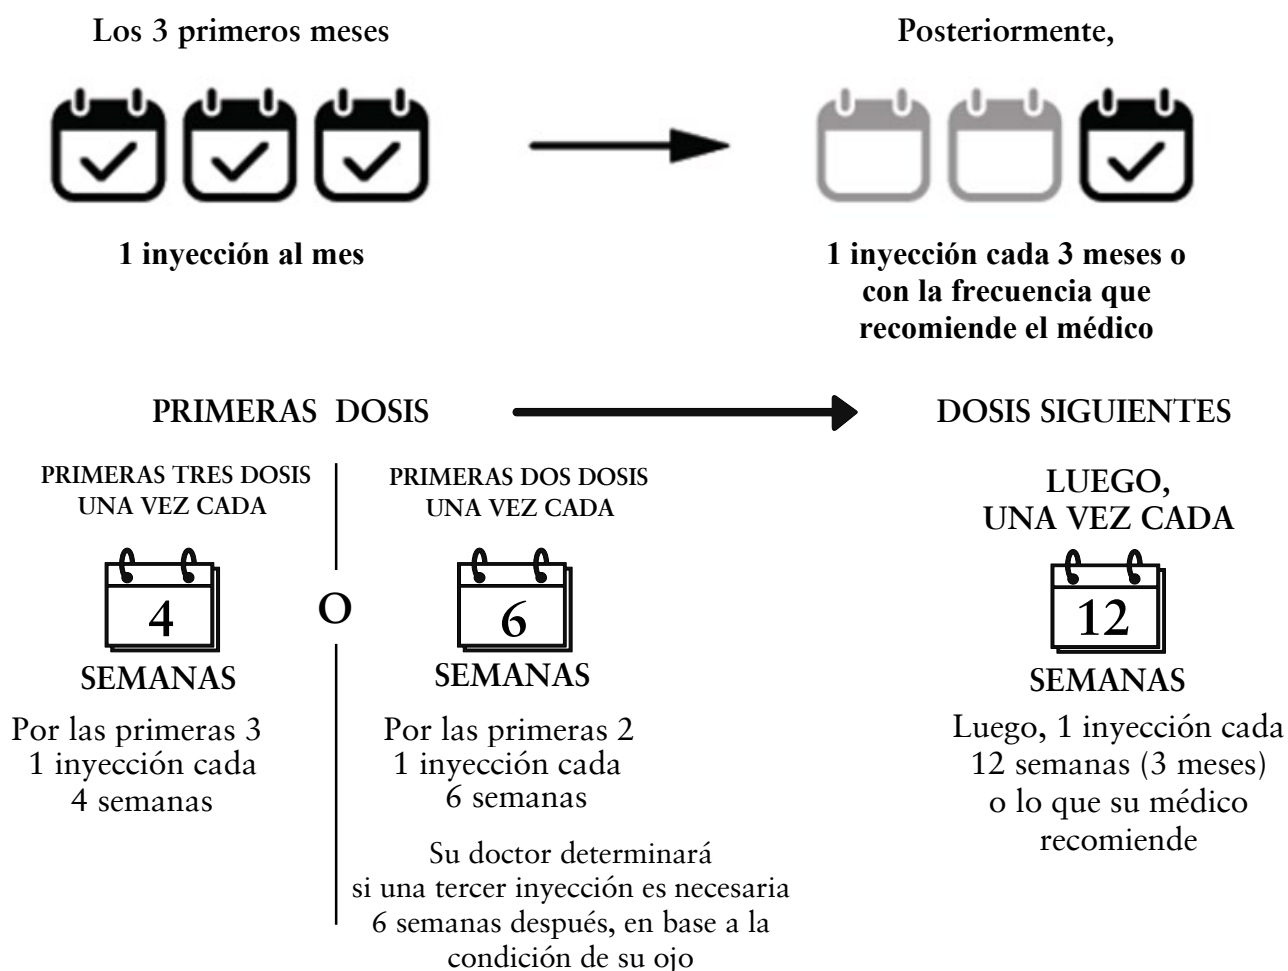 Los 3 primeros meses
1 inyección al mes
Posteriormente,
1 inyección cada 3 meses o
con la frecuencia que
recomiende el médico
PRIMERAS DOSIS
PRIMERAS TRES DOSIS
UNA VEZ CADA
4
SEMANAS
Por las primeras 3
1 inyección cada
4 semanas
O
PRIMERAS DOS DOSIS
UNA VEZ CADA
6
SEMANAS
Por las primeras 2
1 inyección cada
6 semanas
Su doctor determinará
si una tercer inyección es necesaria
6 semanas después, en base a la
condición de su ojo
DOSIS SIGUIENTES
LUEGO,
UNA VEZ CADA
12
SEMANAS
Luego, 1 inyección cada
12 semanas (3 meses)
o lo que su médico
recomiende